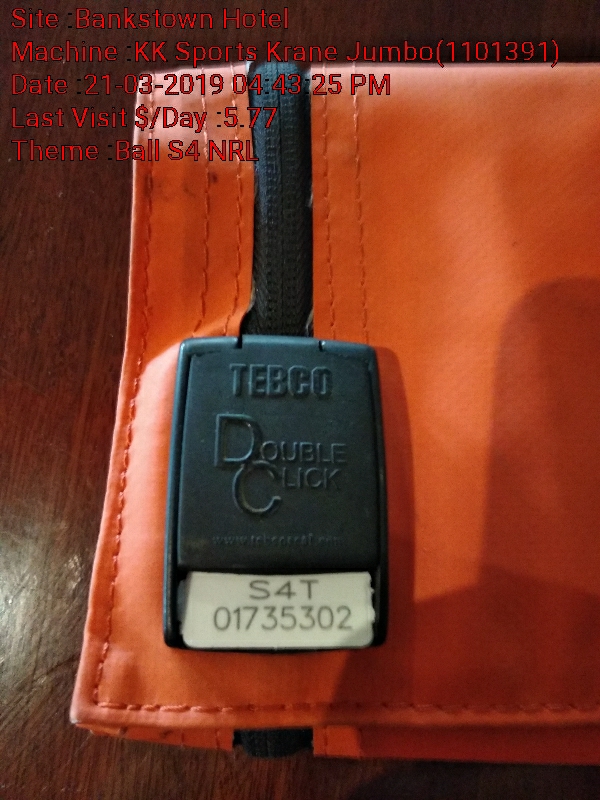 Site :Bankstown Hotel
Machine :KK Sports Krane Jumbo(1101391)
Date :21-03-2019 04:43:25 PM
Last Visit $/Day :5.77
Theme :Ball S4 NRL
TEBCO
DOUBLE
CLICK
S4T
01735302